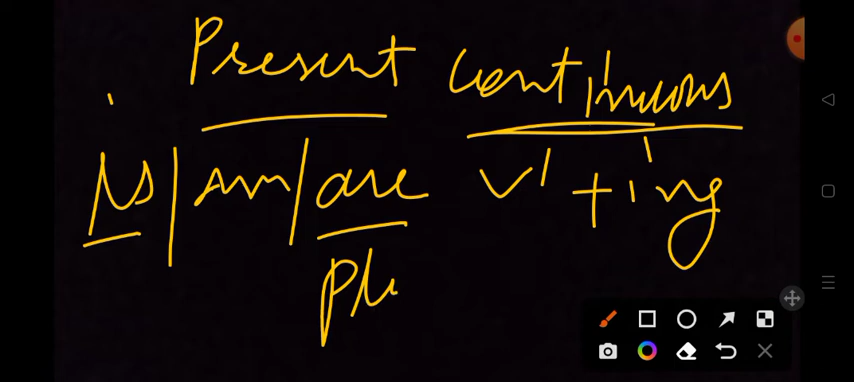 Present continuous
is/am/are v1 + ing
Pl